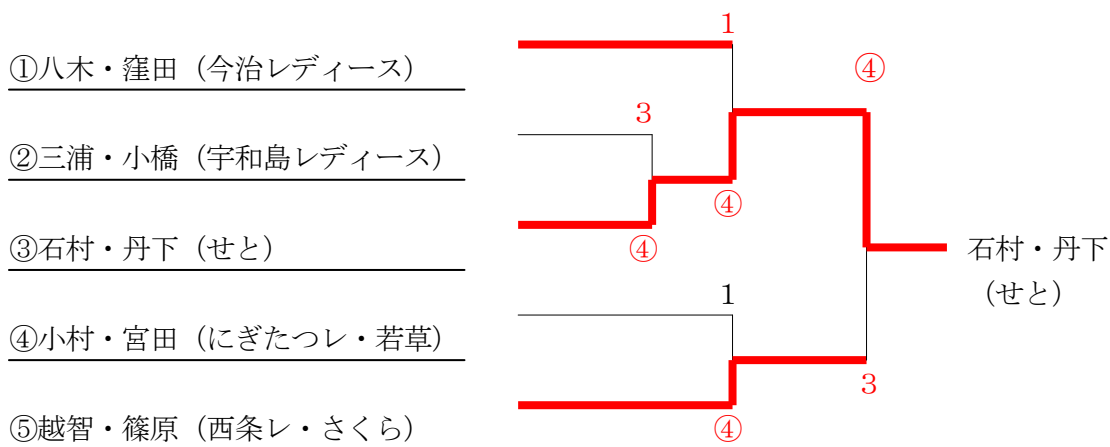 1
①八木・窪田（今治レディース）
④
3
②三浦・小橋（宇和島レディース）
④
③石村・丹下（せと）
④
石村・丹下
（せと）
1
④小村・宮田（にぎたつレ・若草）
3
⑤越智・篠原（西条レ・さくら）
④